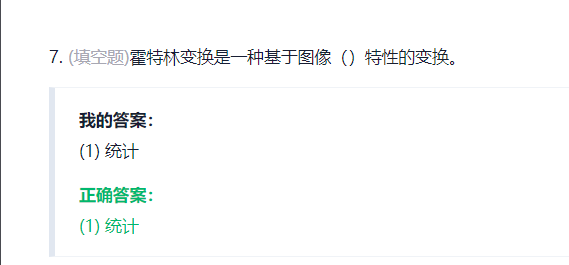 7. (填空题)霍特林变换是一种基于图像（）特性的变换。
我的答案：
(1) 统计
正确答案：
(1) 统计